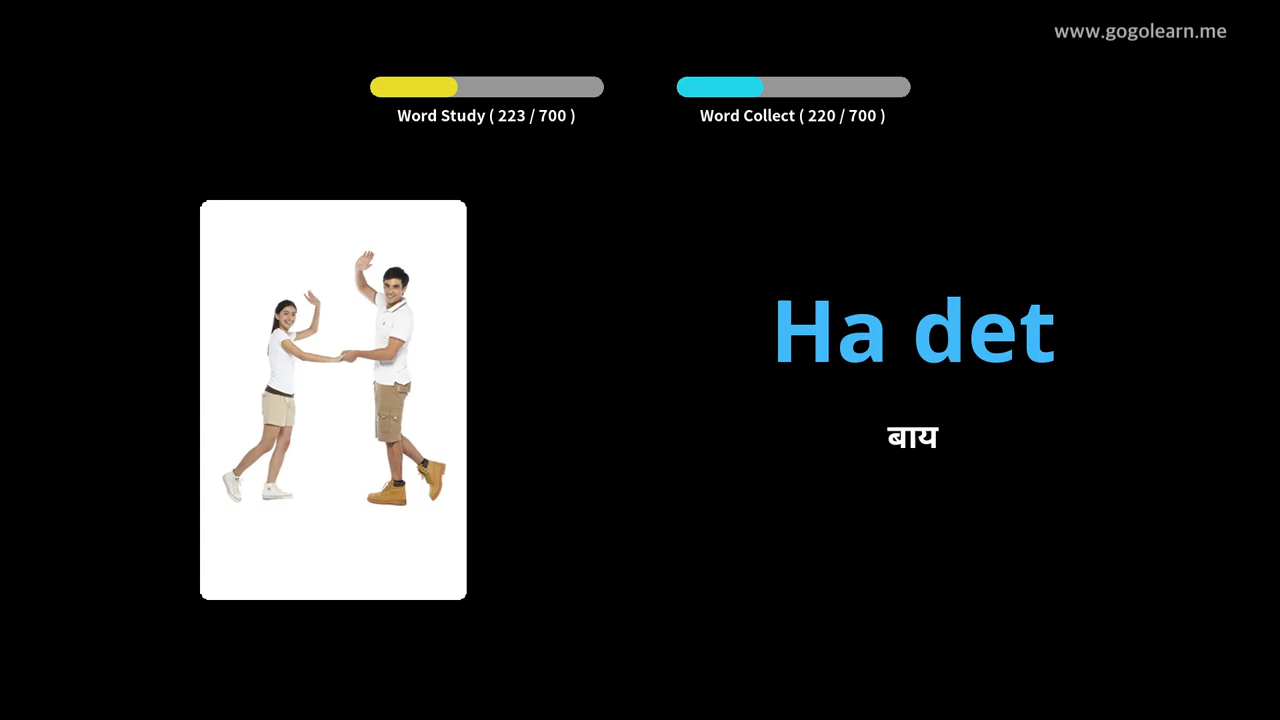 www.gogolearn.me
Word Study ( 223 / 700 )
Word Collect ( 220 / 700 )
Ha det
बाय